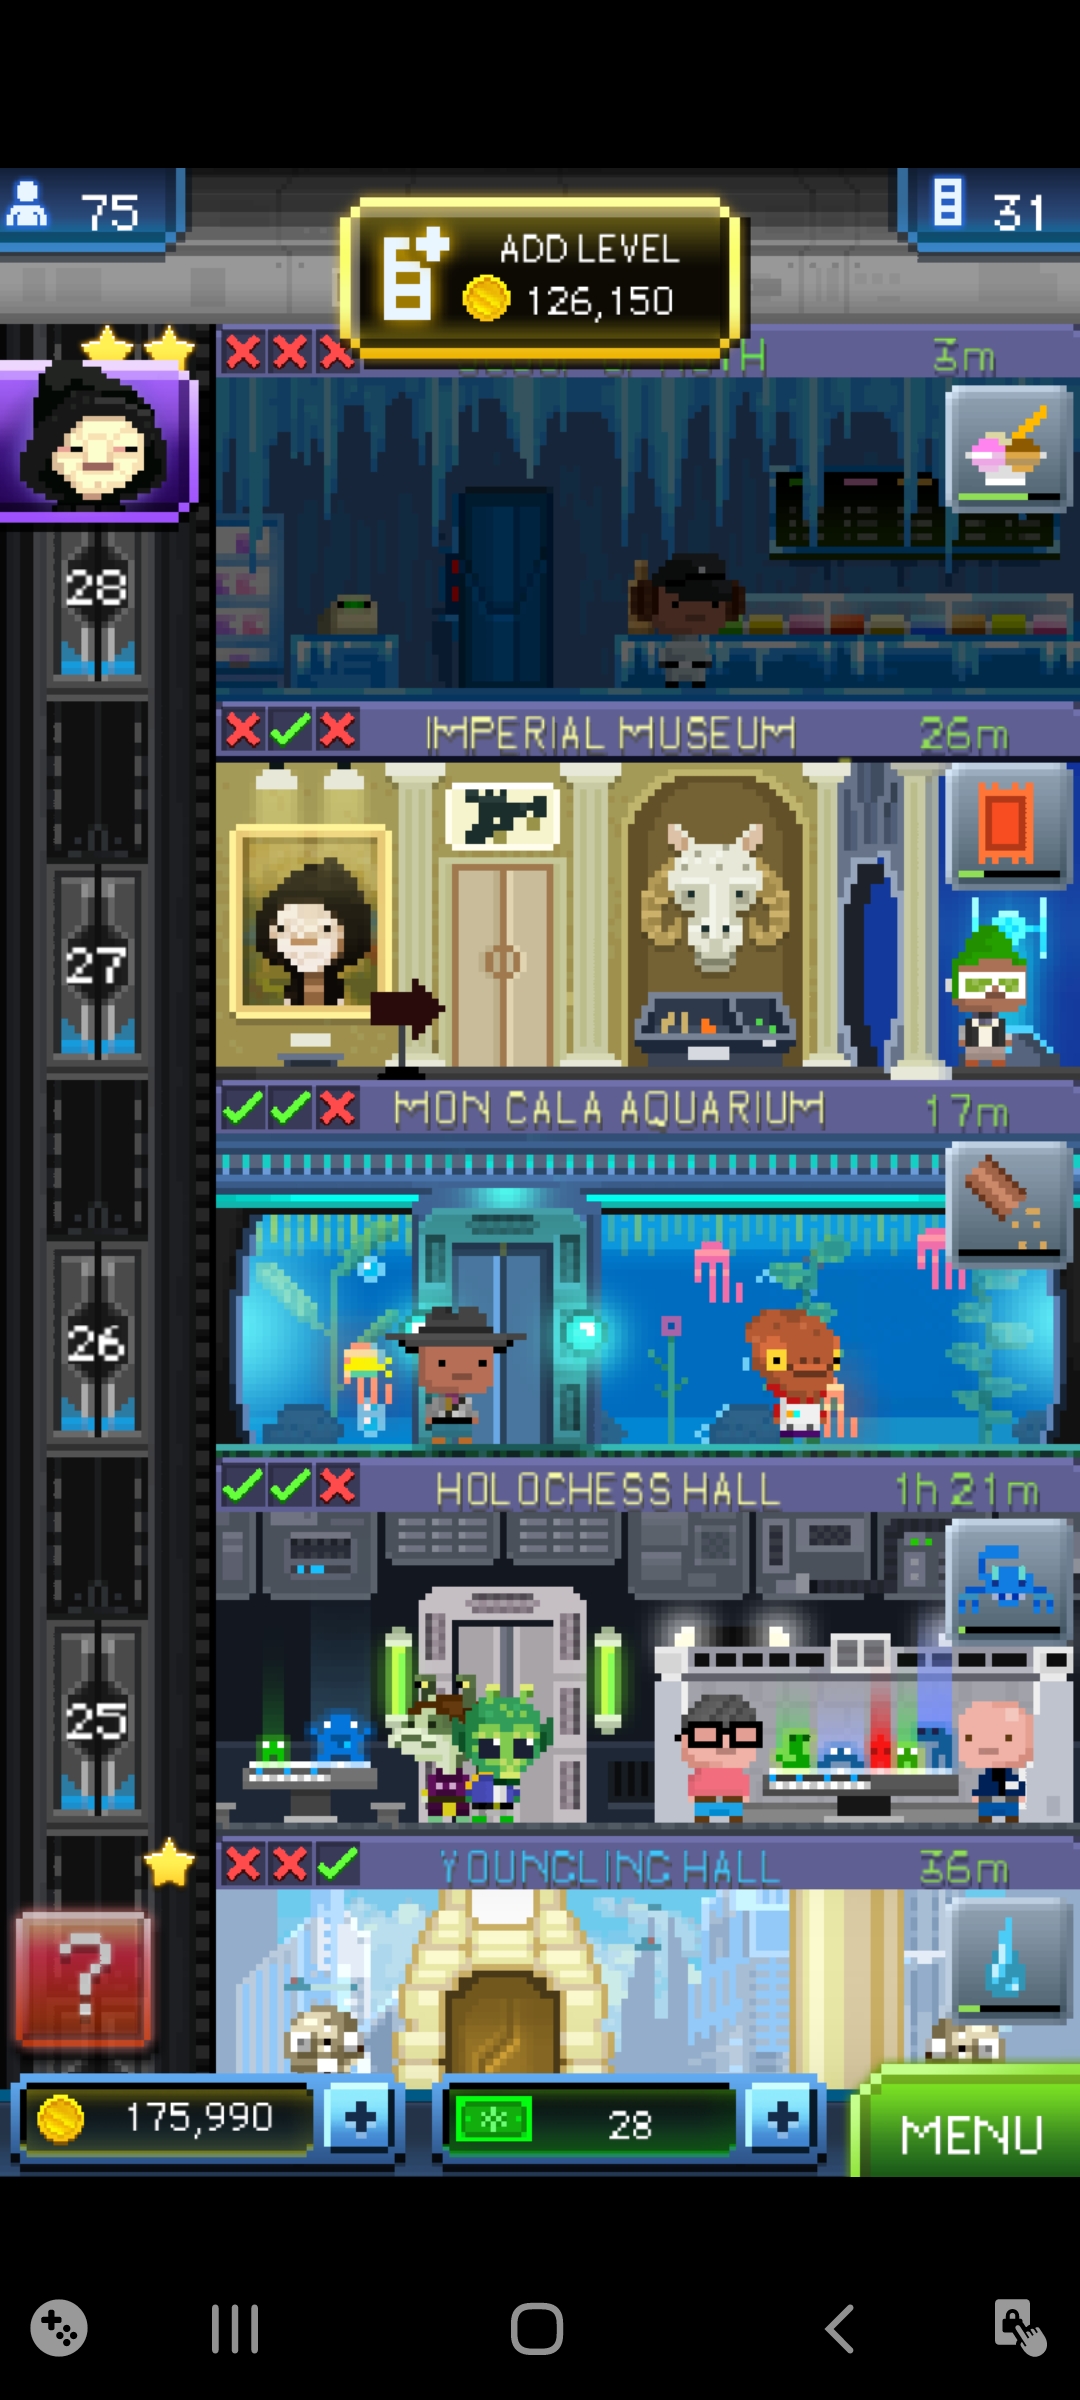 75
31
ADD LEVEL
126,150
3m
28
IMPERIAL MUSEUM
26m
27
MON CALA AQUARIUM
17m
26
HOLOCHESS HALL
1h 21m
25
YOUNGLING HALL
36m
?
175,990
28
MENU